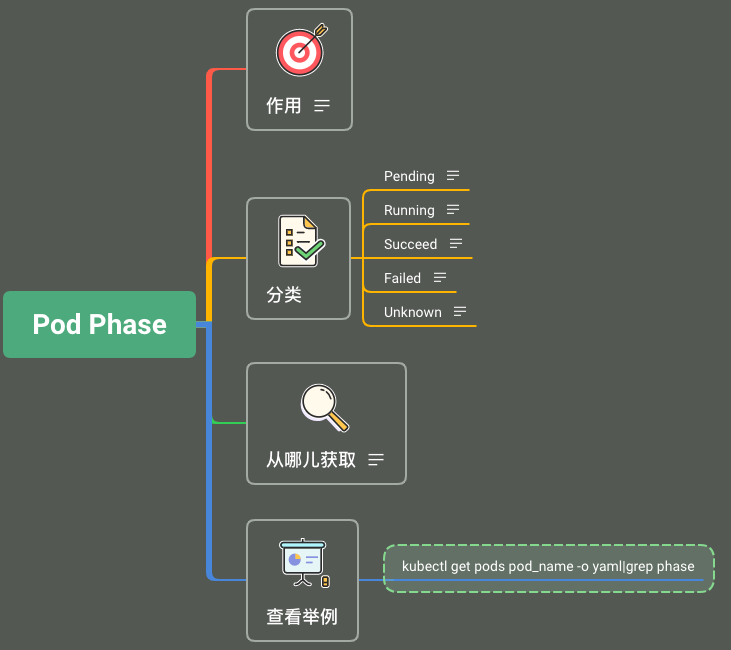 Pod Phase
作用
分类
Pending
Running
Succeed
Failed
Unknown
从哪儿获取
查看举例
kubectl get pods pod_name -o yaml|grep phase